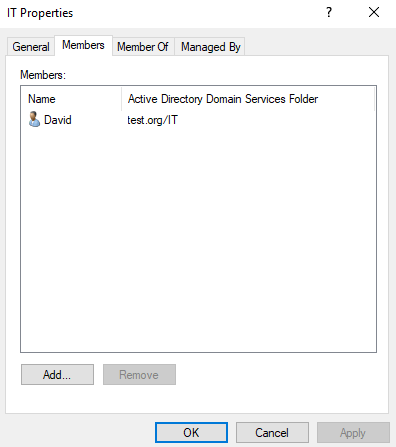 IT Properties ? ×
General Members Member Of Managed By
Members:
Name Active Directory Domain Services Folder
David test.org/IT
Add... Remove
OK Cancel Apply